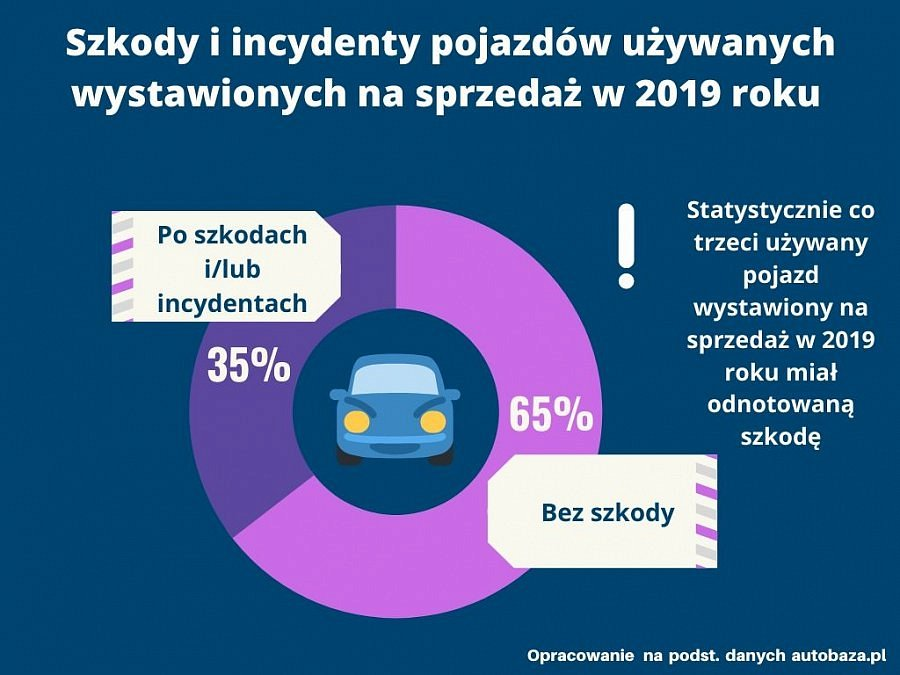 Szkody i incydenty pojazdów używanych
wystawionych na sprzedaż w 2019 roku
Po szkodach
i/lub
incydentach
35%
65%
Bez szkody
!
Statystycznie co
trzeci używany
pojazd
wystawiony na
sprzedaż w 2019
roku miał
odnotowaną
szkodę
Opracowanie na podst. danych autobaza.pl